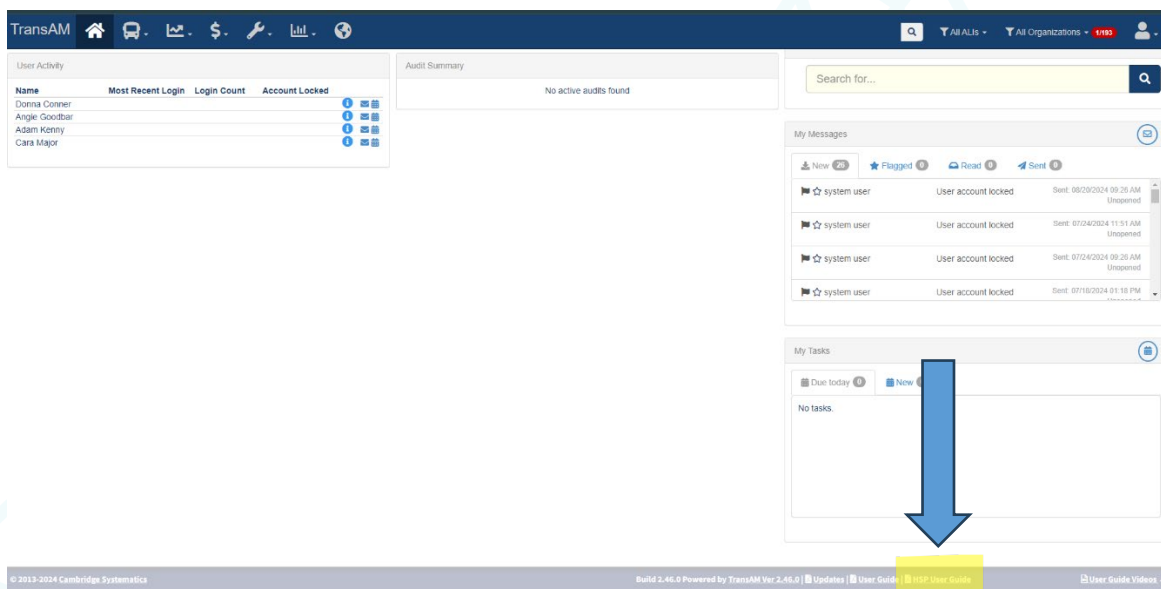 TransAM
All ALIs
All Organizations 1/193
User Activity
Name Most Recent Login Login Count Account Locked
Donna Conner
Angie Goodbar
Adam Kenny
Cara Major
Audit Summary
No active audits found
Search for...
My Messages
New 26 Flagged 0 Read 0 Sent 0
system user User account locked Sent: 08/20/2024 09:26 AM
Unopened
system user User account locked Sent: 07/24/2024 11:51 AM
Unopened
system user User account locked Sent: 07/24/2024 09:26 AM
Unopened
system user User account locked Sent: 07/18/2024 01:18 PM
My Tasks
Due today 0 New
No tasks.
© 2013-2024 Cambridge Systematics
Build 2.46.0 Powered by TransAM Ver 2.46.0 | Updates | User Guide | HSP User Guide
User Guide Videos